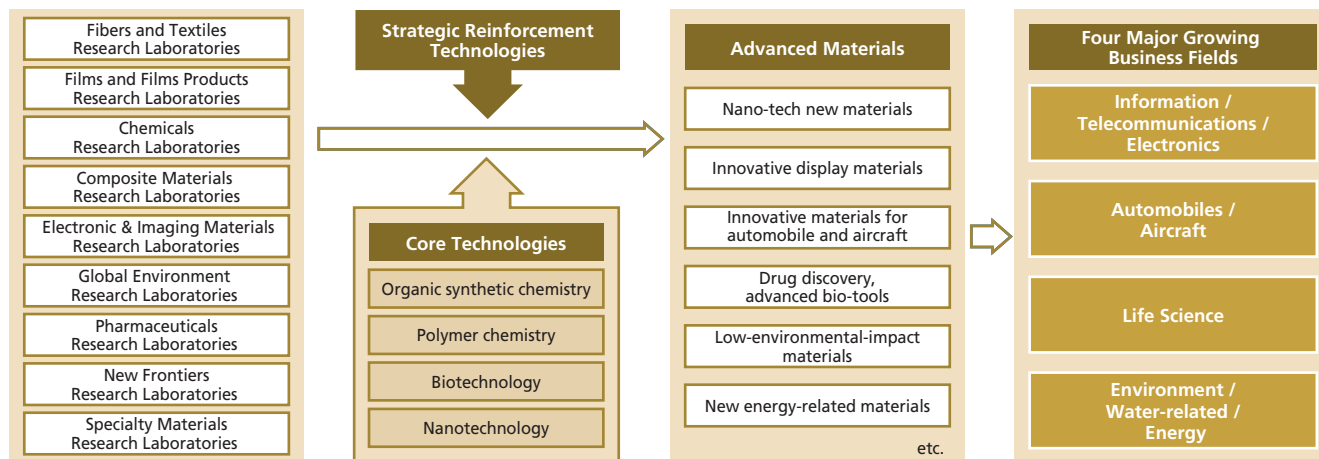 Fibers and Textiles
Research Laboratories
Films and Films Products
Research Laboratories
Chemicals
Research Laboratories
Composite Materials
Research Laboratories
Electronic & Imaging Materials
Research Laboratories
Global Environment
Research Laboratories
Pharmaceuticals
Research Laboratories
New Frontiers
Research Laboratories
Specialty Materials
Research Laboratories
Strategic Reinforcement
Technologies
Core Technologies
Organic synthetic chemistry
Polymer chemistry
Biotechnology
Nanotechnology
Advanced Materials
Nano-tech new materials
Innovative display materials
Innovative materials for
automobile and aircraft
Drug discovery,
advanced bio-tools
Low-environmental-impact
materials
New energy-related materials
etc.
Four Major Growing
Business Fields
Information /
Telecommunications /
Electronics
Automobiles /
Aircraft
Life Science
Environment /
Water-related /
Energy